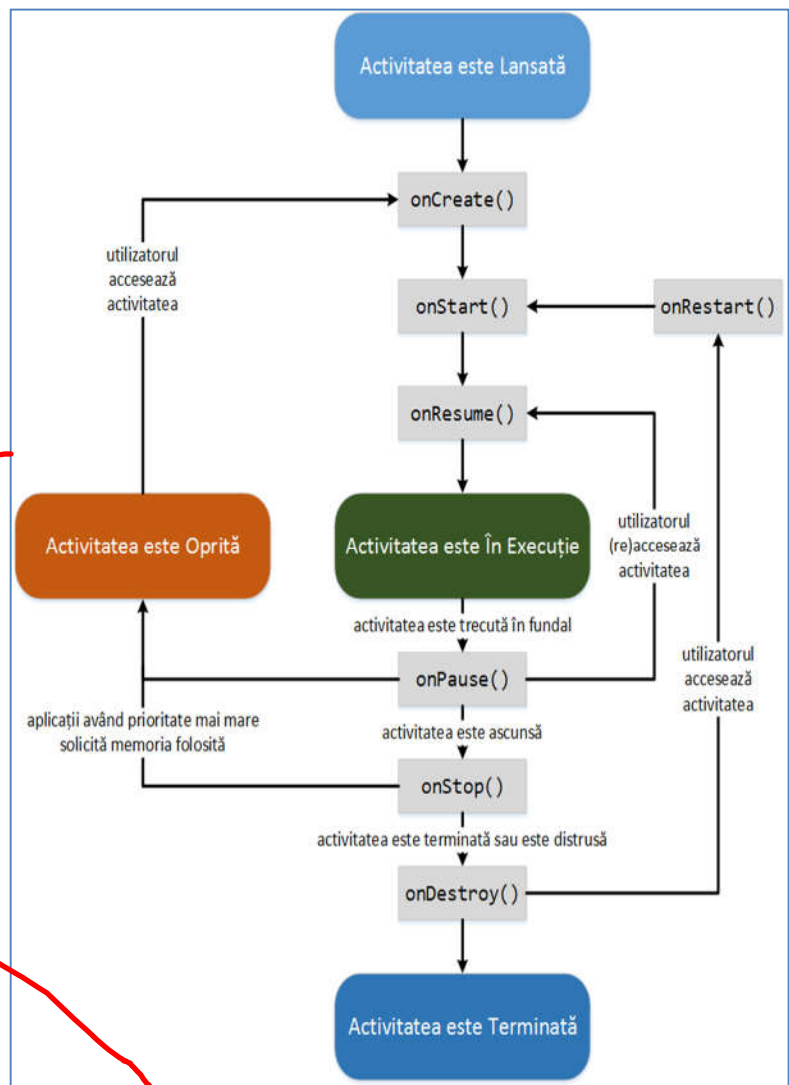 Activitatea este Lansată
onCreate()
utilizatorul
accesează
activitatea
onStart()
onRestart()
onResume()
Activitatea este Oprită
Activitatea este În Execuție
utilizatorul
(re)accesează
activitatea
activitatea este trecută în fundal
onPause()
utilizatorul
accesează
activitatea
aplicații având prioritate mai mare
solicită memoria folosită
activitatea este ascunsă
onStop()
activitatea este terminată sau este distrusă
onDestroy()
Activitatea este Terminată